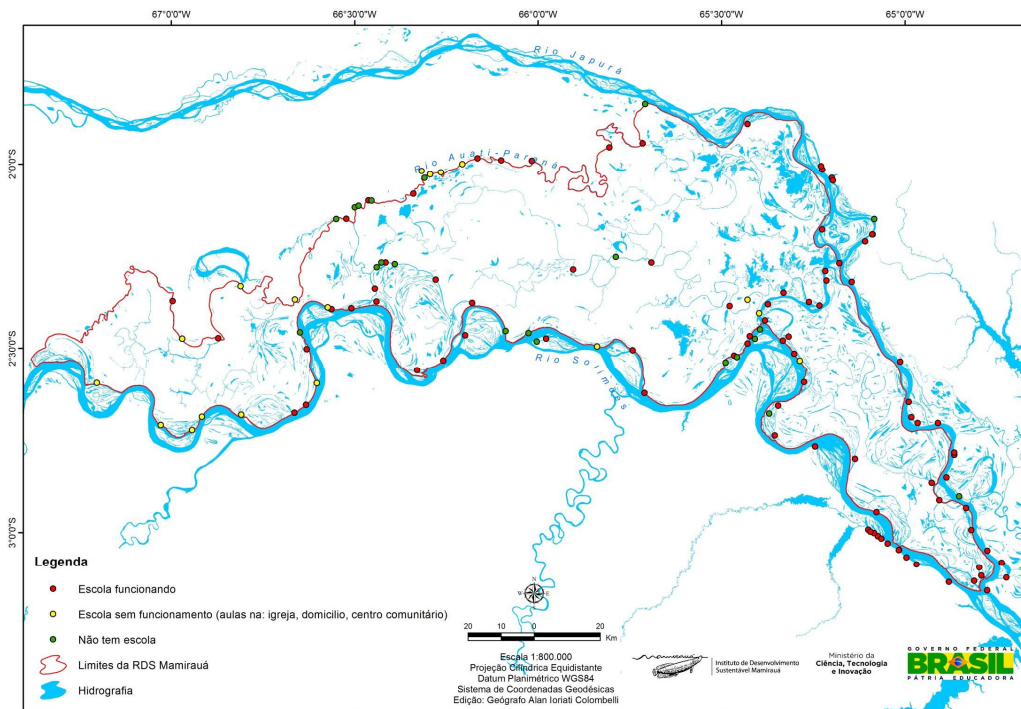 67°0'0"W 66°30'0"W 66°0'0"W 65°30'0"W 65°0'0"W
Rio Japurá
2°0'0"S
Rio Auati-Paraná
2°30'0"S
Rio Solimões
3°0'0"S
Legenda
Escola funcionando
Escola sem funcionamento (aulas na: igreja, domicilio, centro comunitário)
Não tem escola
Limites da RDS Mamirauá
Hidrografia
N
W E
S
20 10 0 20
Km
Escala 1:800.000
Projeção Cilíndrica Equidistante
Datum Planimétrico WGS84
Sistema de Coordenadas Geodésicas
Edição: Geógrafo Alan Ioriati Colombelli
Mamirauá
Instituto de Desenvolvimento
Sustentável Mamirauá
Ministério da
Ciência, Tecnologia
e Inovação
GOVERNO FEDERAL
BRASIL
PÁTRIA EDUCADORA